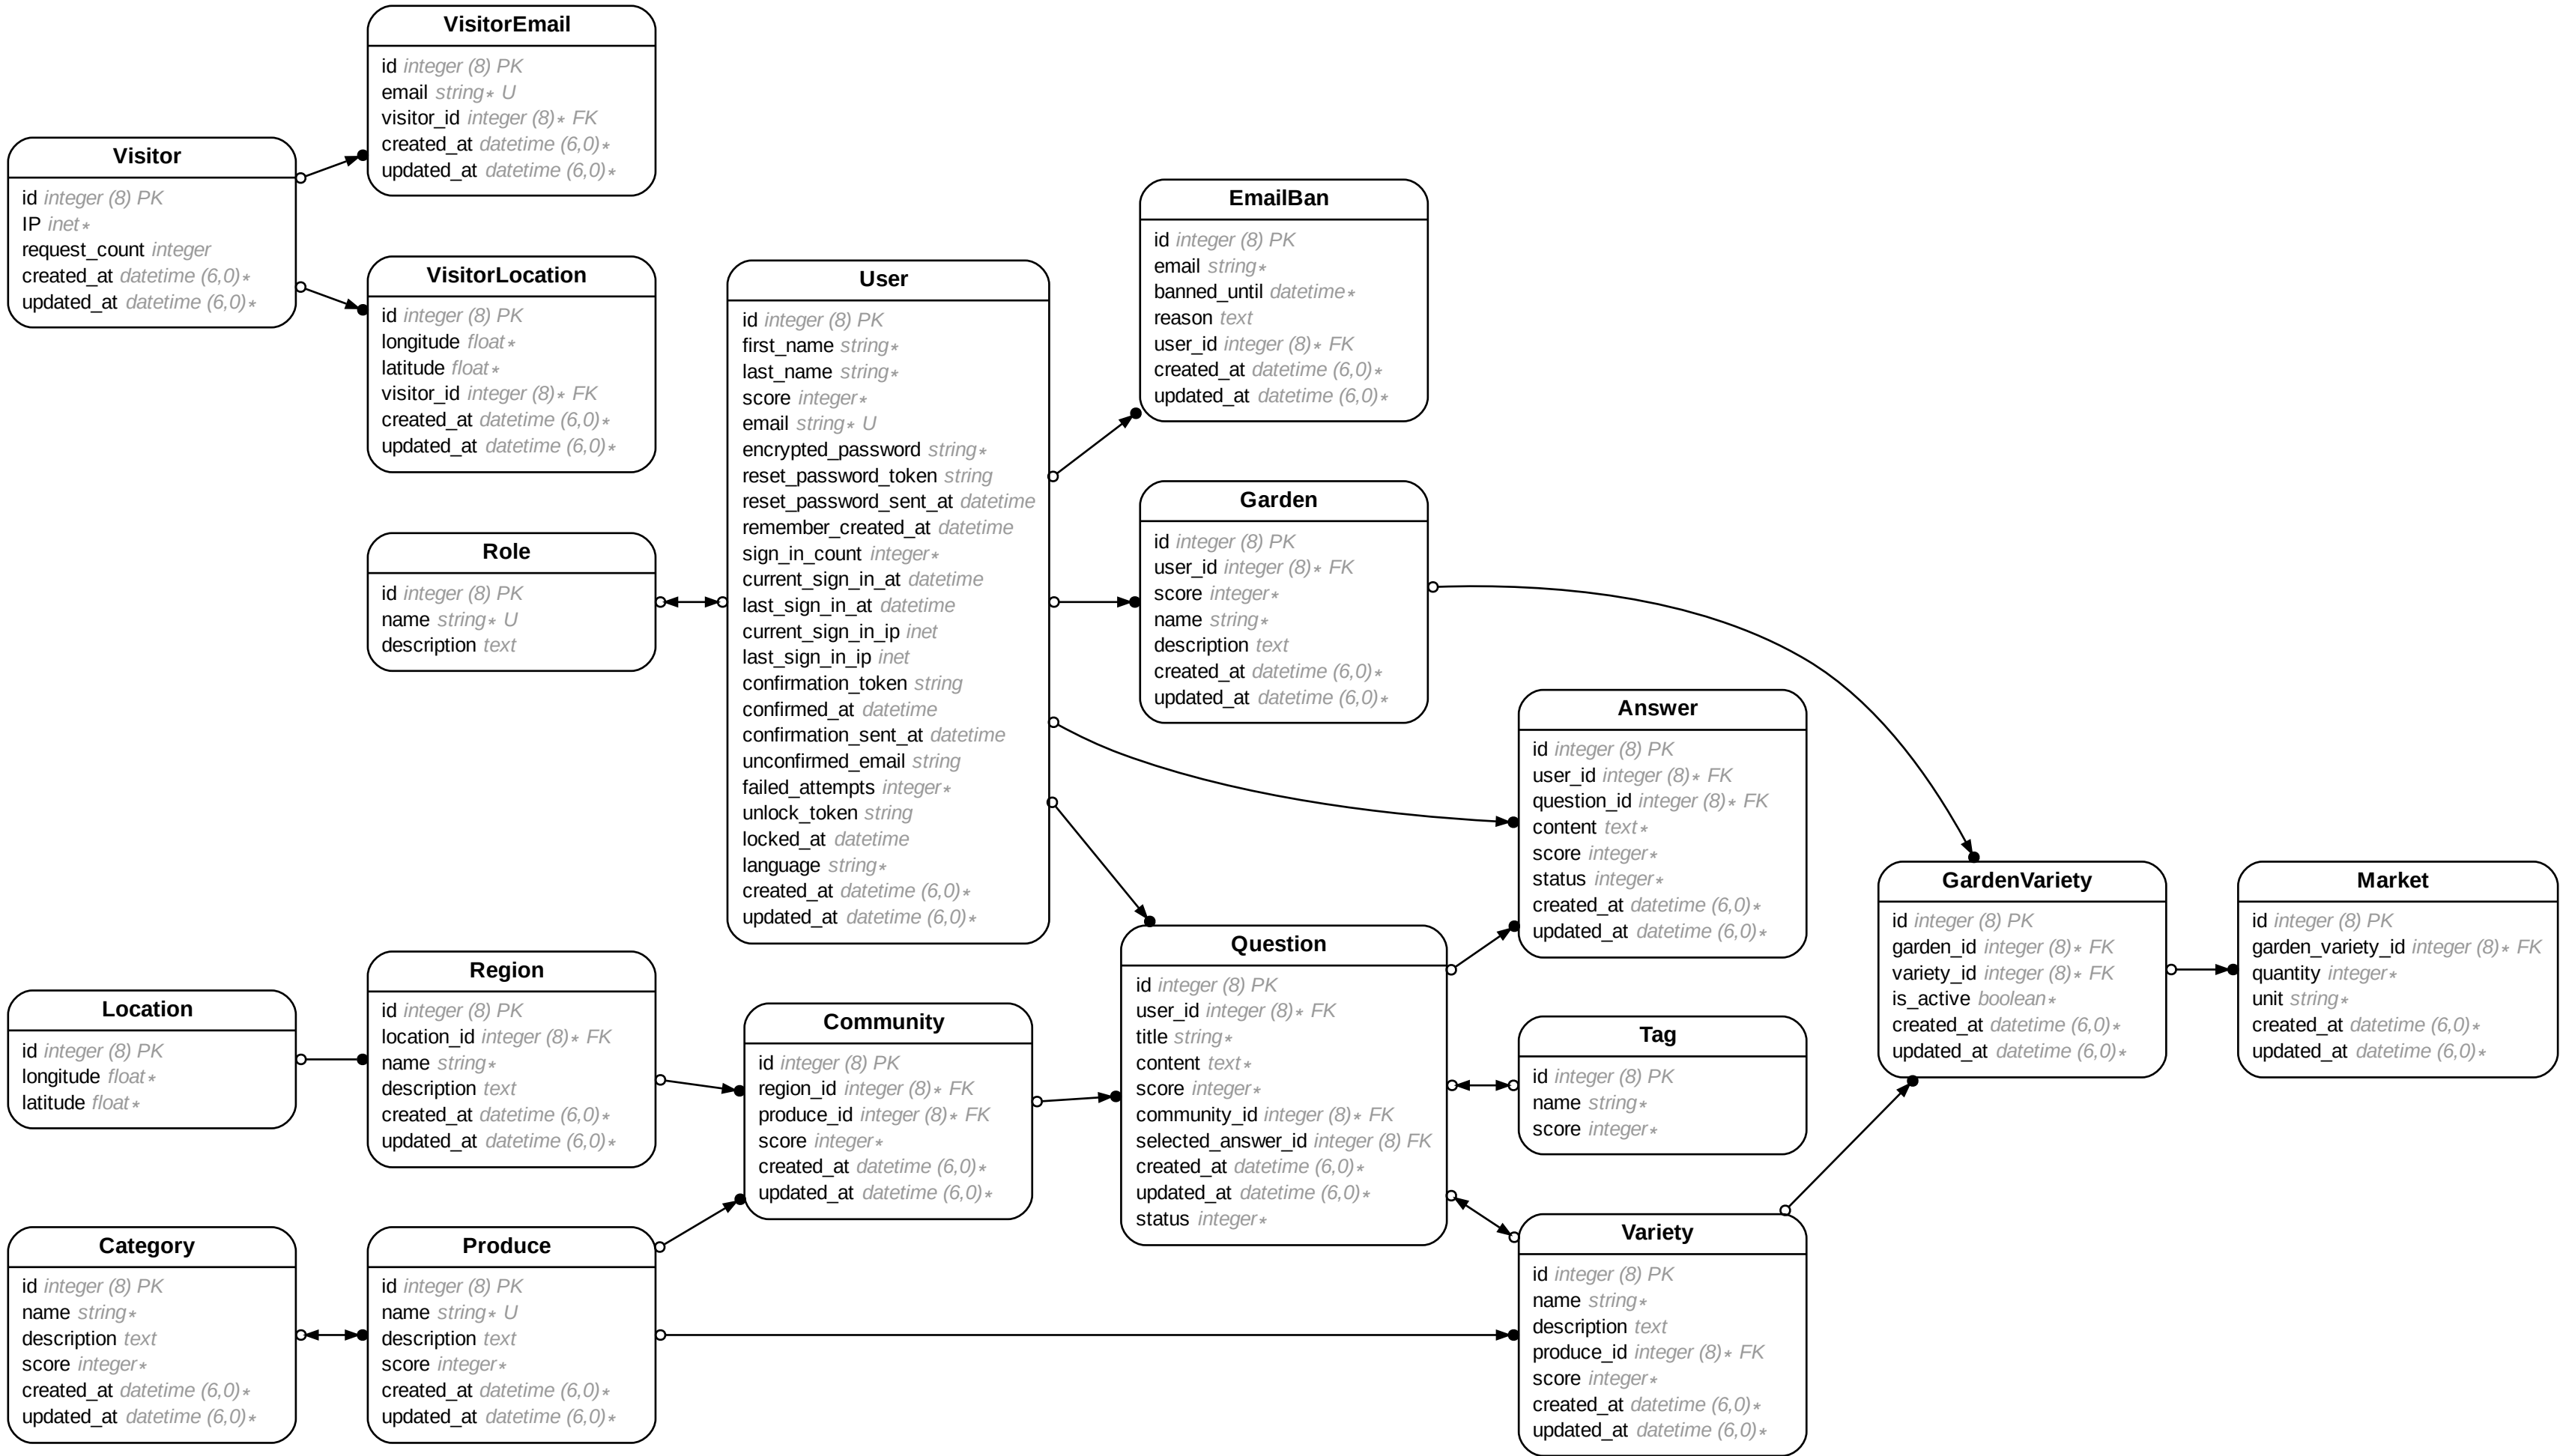 VisitorEmail
id integer (8) PK
email string∗ U
visitor_id integer (8)∗ FK
created_at datetime (6,0)∗
updated_at datetime (6,0)∗
Visitor
id integer (8) PK
IP inet∗
request_count integer
created_at datetime (6,0)∗
updated_at datetime (6,0)∗
VisitorLocation
id integer (8) PK
longitude float∗
latitude float∗
visitor_id integer (8)∗ FK
created_at datetime (6,0)∗
updated_at datetime (6,0)∗
Role
id integer (8) PK
name string∗ U
description text
User
id integer (8) PK
first_name string∗
last_name string∗
score integer∗
email string∗ U
encrypted_password string∗
reset_password_token string
reset_password_sent_at datetime
remember_created_at datetime
sign_in_count integer∗
current_sign_in_at datetime
last_sign_in_at datetime
current_sign_in_ip inet
last_sign_in_ip inet
confirmation_token string
confirmed_at datetime
confirmation_sent_at datetime
unconfirmed_email string
failed_attempts integer∗
unlock_token string
locked_at datetime
language string∗
created_at datetime (6,0)∗
updated_at datetime (6,0)∗
EmailBan
id integer (8) PK
email string∗
banned_until datetime∗
reason text
user_id integer (8)∗ FK
created_at datetime (6,0)∗
updated_at datetime (6,0)∗
Garden
id integer (8) PK
user_id integer (8)∗ FK
score integer∗
name string∗
description text
created_at datetime (6,0)∗
updated_at datetime (6,0)∗
Answer
id integer (8) PK
user_id integer (8)∗ FK
question_id integer (8)∗ FK
content text∗
score integer∗
status integer∗
created_at datetime (6,0)∗
updated_at datetime (6,0)∗
GardenVariety
id integer (8) PK
garden_id integer (8)∗ FK
variety_id integer (8)∗ FK
is_active boolean∗
created_at datetime (6,0)∗
updated_at datetime (6,0)∗
Market
id integer (8) PK
garden_variety_id integer (8)∗ FK
quantity integer∗
unit string∗
created_at datetime (6,0)∗
updated_at datetime (6,0)∗
Location
id integer (8) PK
longitude float∗
latitude float∗
Region
id integer (8) PK
location_id integer (8)∗ FK
name string∗
description text
created_at datetime (6,0)∗
updated_at datetime (6,0)∗
Community
id integer (8) PK
region_id integer (8)∗ FK
produce_id integer (8)∗ FK
score integer∗
created_at datetime (6,0)∗
updated_at datetime (6,0)∗
Question
id integer (8) PK
user_id integer (8)∗ FK
title string∗
content text∗
score integer∗
community_id integer (8)∗ FK
selected_answer_id integer (8) FK
created_at datetime (6,0)∗
updated_at datetime (6,0)∗
status integer∗
Tag
id integer (8) PK
name string∗
score integer∗
Category
id integer (8) PK
name string∗
description text
score integer∗
created_at datetime (6,0)∗
updated_at datetime (6,0)∗
Produce
id integer (8) PK
name string∗ U
description text
score integer∗
created_at datetime (6,0)∗
updated_at datetime (6,0)∗
Variety
id integer (8) PK
name string∗
description text
produce_id integer (8)∗ FK
score integer∗
created_at datetime (6,0)∗
updated_at datetime (6,0)∗